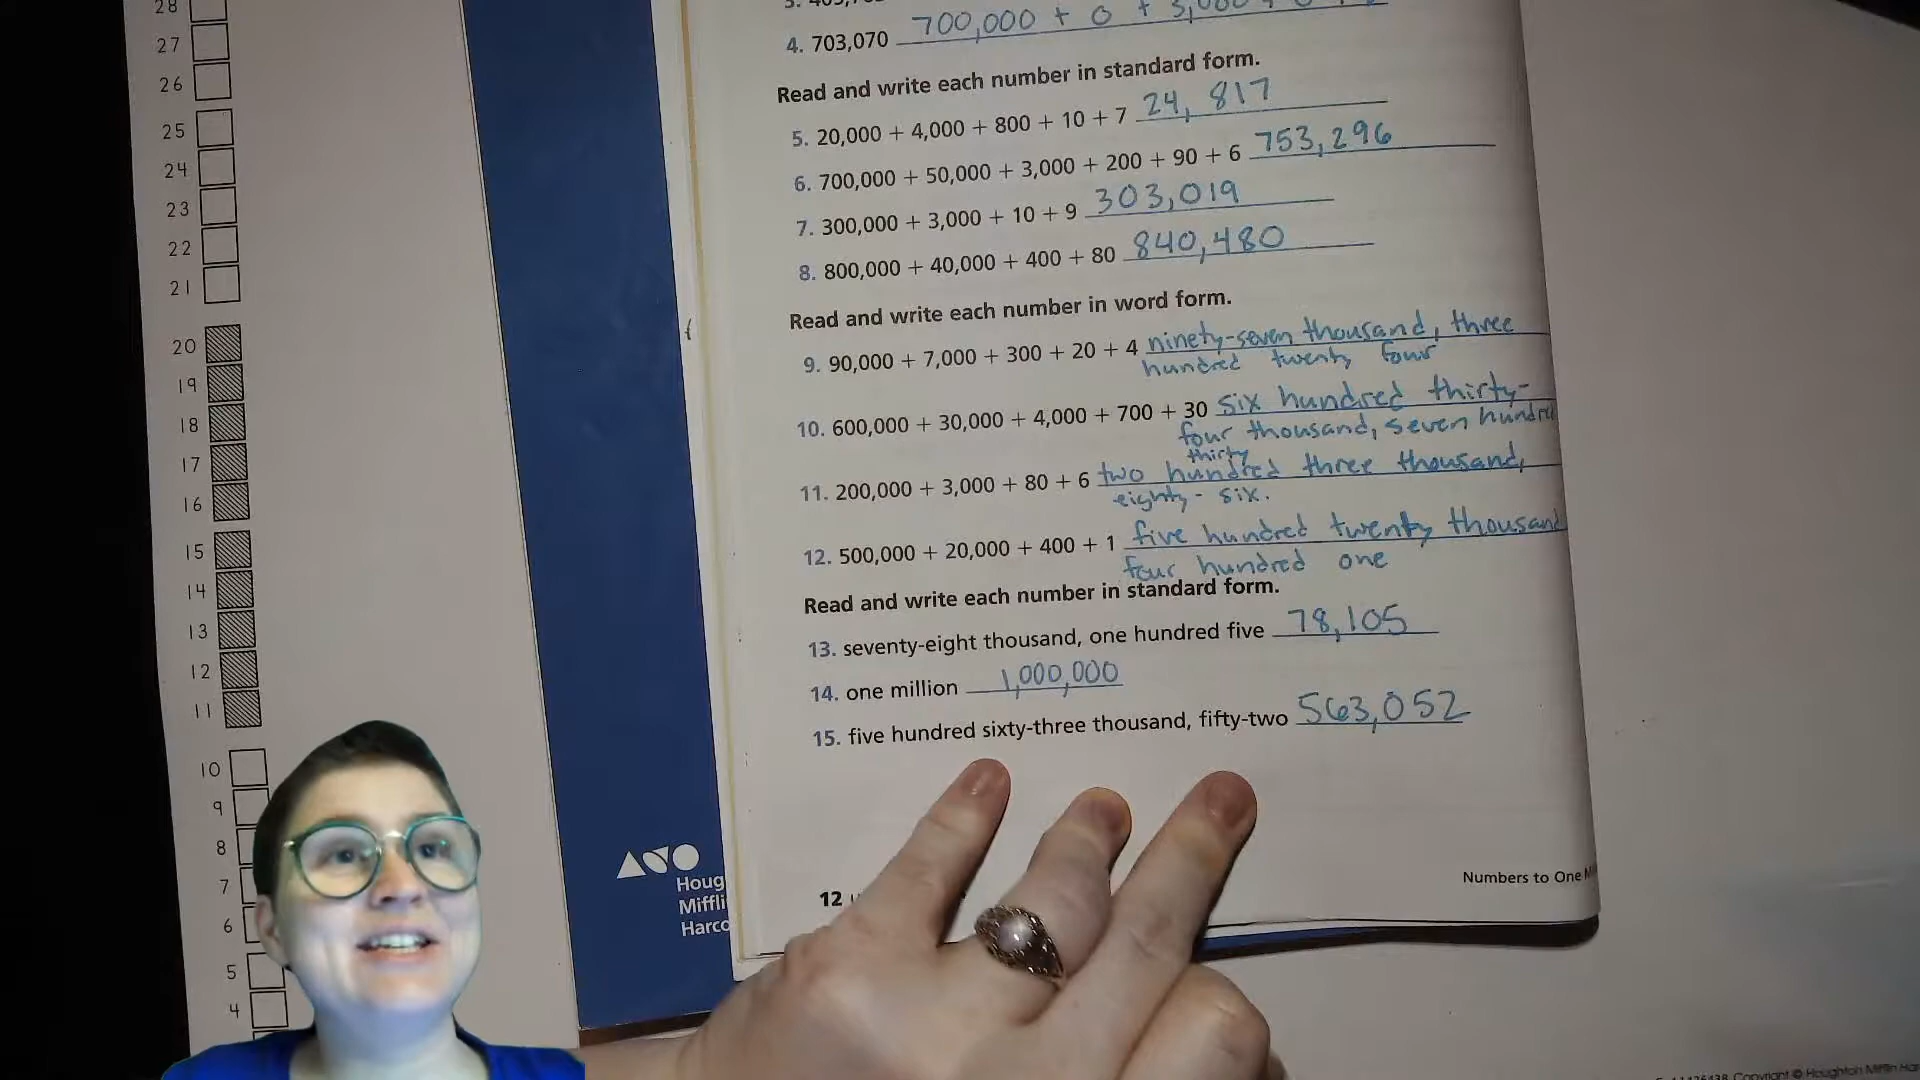 28
27
26
25
24
23
22
21
20
19
18
17
16
15
14
13
12
11
10
9
8
7
6
5
4
4. 703,070 700,000 + 0 + 3,000 +
Read and write each number in standard form.
5. 20,000 + 4,000 + 800 + 10 + 7 24, 817
6. 700,000 + 50,000 + 3,000 + 200 + 90 + 6 753,296
7. 300,000 + 3,000 + 10 + 9 303,019
8. 800,000 + 40,000 + 400 + 80 840,480
Read and write each number in word form.
9. 90,000 + 7,000 + 300 + 20 + 4 ninety-seven thousand, three
hundred twenty four
10. 600,000 + 30,000 + 4,000 + 700 + 30 six hundred thirty-
four thousand, seven hundre
thirty
11. 200,000 + 3,000 + 80 + 6 two hundred three thousand,
eighty-six.
12. 500,000 + 20,000 + 400 + 1 five hundred twenty thousand
four hundred one
Read and write each number in standard form.
13. seventy-eight thousand, one hundred five 78,105
14. one million 1,000,000
15. five hundred sixty-three thousand, fifty-two 563,052
Houg
Miffli
Harco
12
Numbers to One M
Copyright © Houghton Mifflin Har